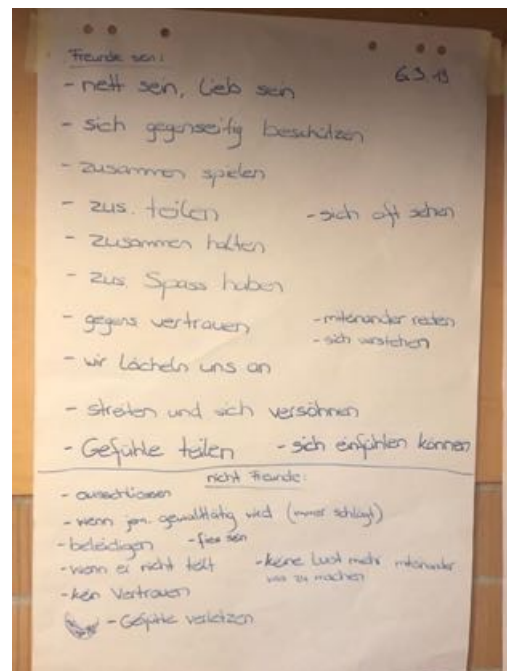 Freunde sein:
6.3.19
- nett sein, lieb sein
- sich gegenseitig beschützen
- zusammen spielen
- zus. teilen - sich oft sehen
- zusammen halten
- zus. Spass haben
- gegens vertrauen - miteinander reden
- sich verstehen
- wir lächeln uns an
- streiten und sich versöhnen
- Gefühle teilen - sich einfühlen können
nicht Freunde:
- ausschliessen
- wenn jem. gewalttätig wird (immer schlägt)
- beleidigen - fies sein
- wenn er nicht teilt - keine Lust mehr miteinander
was zu machen
- kein Vertrauen
- Gefühle verletzen